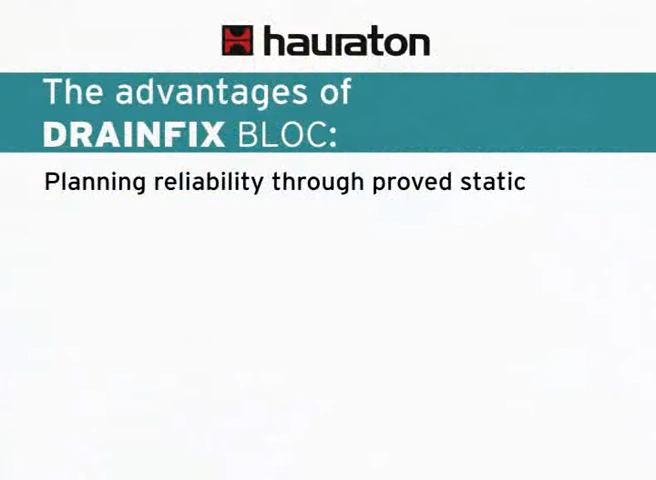 hauraton
The advantages of
DRAINFIX BLOC:
Planning reliability through proved static